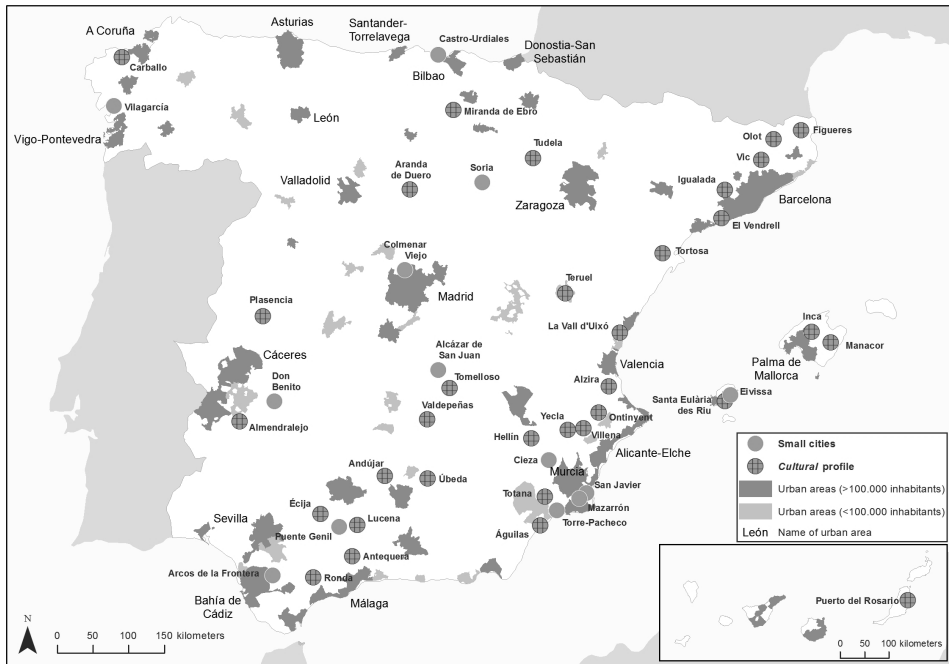 Asturias
Santander-
Torrelavega
A Coruña
Castro-Urdiales
Donostia-San
Sebastián
Carballo
Bilbao
Vilagarcía
León
Miranda de Ebro
Figueres
Olot
Vigo-Pontevedra
Tudela
Vic
Aranda
de Duero
Soria
Valladolid
Igualada
Zaragoza
Barcelona
El Vendrell
Colmenar
Viejo
Tortosa
Teruel
Madrid
Plasencia
Inca
La Vall d'Uixó
Manacor
Cáceres
Alcázar de
San Juan
Valencia
Palma de
Mallorca
Don
Benito
Tomelloso
Alzira
Eivissa
Santa Eulària
des Riu
Valdepeñas
Yecla
Ontinyent
Almendralejo
Hellín
Villena
Alicante-Elche
Cieza
Andújar
Murcia
Úbeda
San Javier
Totana
Mazarrón
Écija
Sevilla
Lucena
Torre-Pacheco
Puente Genil
Águilas
Antequera
Arcos de la Frontera
Ronda
Bahía de
Cádiz
Málaga
Puerto del Rosario
Small cities
Cultural profile
Urban areas (>100.000 inhabitants)
Urban areas (<100.000 inhabitants)
León Name of urban area
N
0 50 100 150 kilometers
0 50 100 kilometers